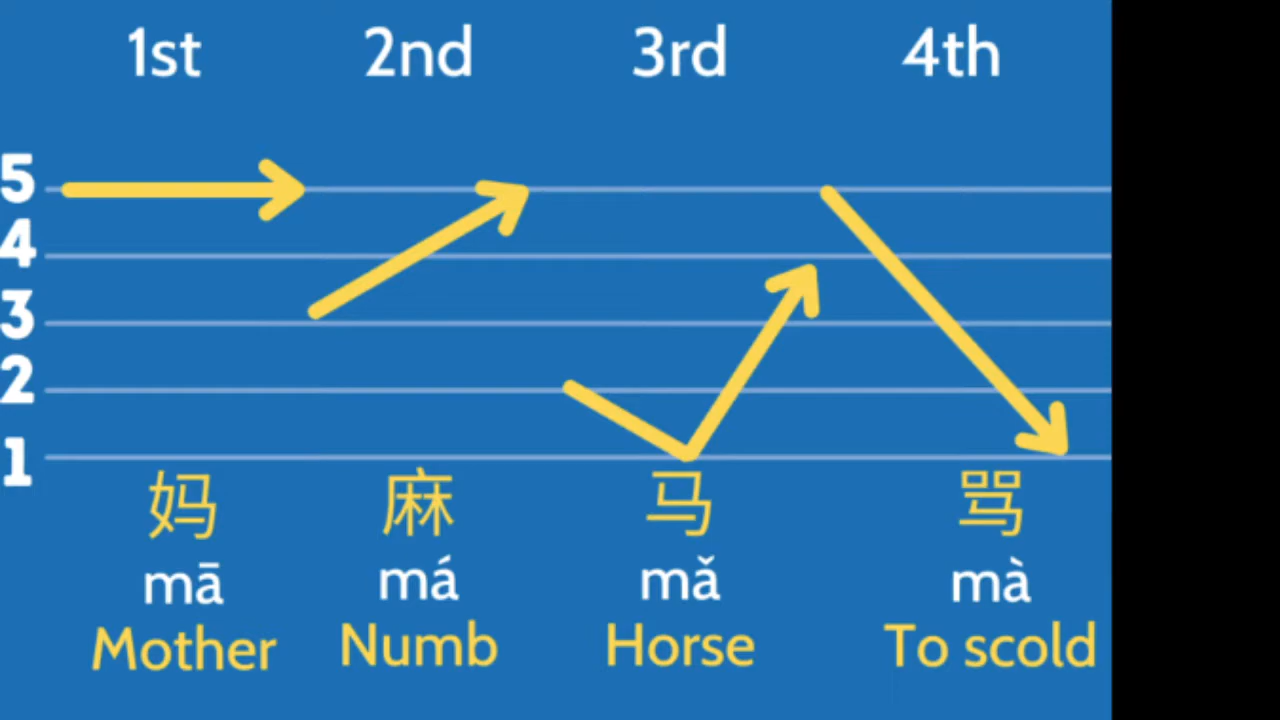 1st 2nd 3rd 4th
5
4
3
2
1
妈 麻 马 骂
mā má mǎ mà
Mother Numb Horse To scold